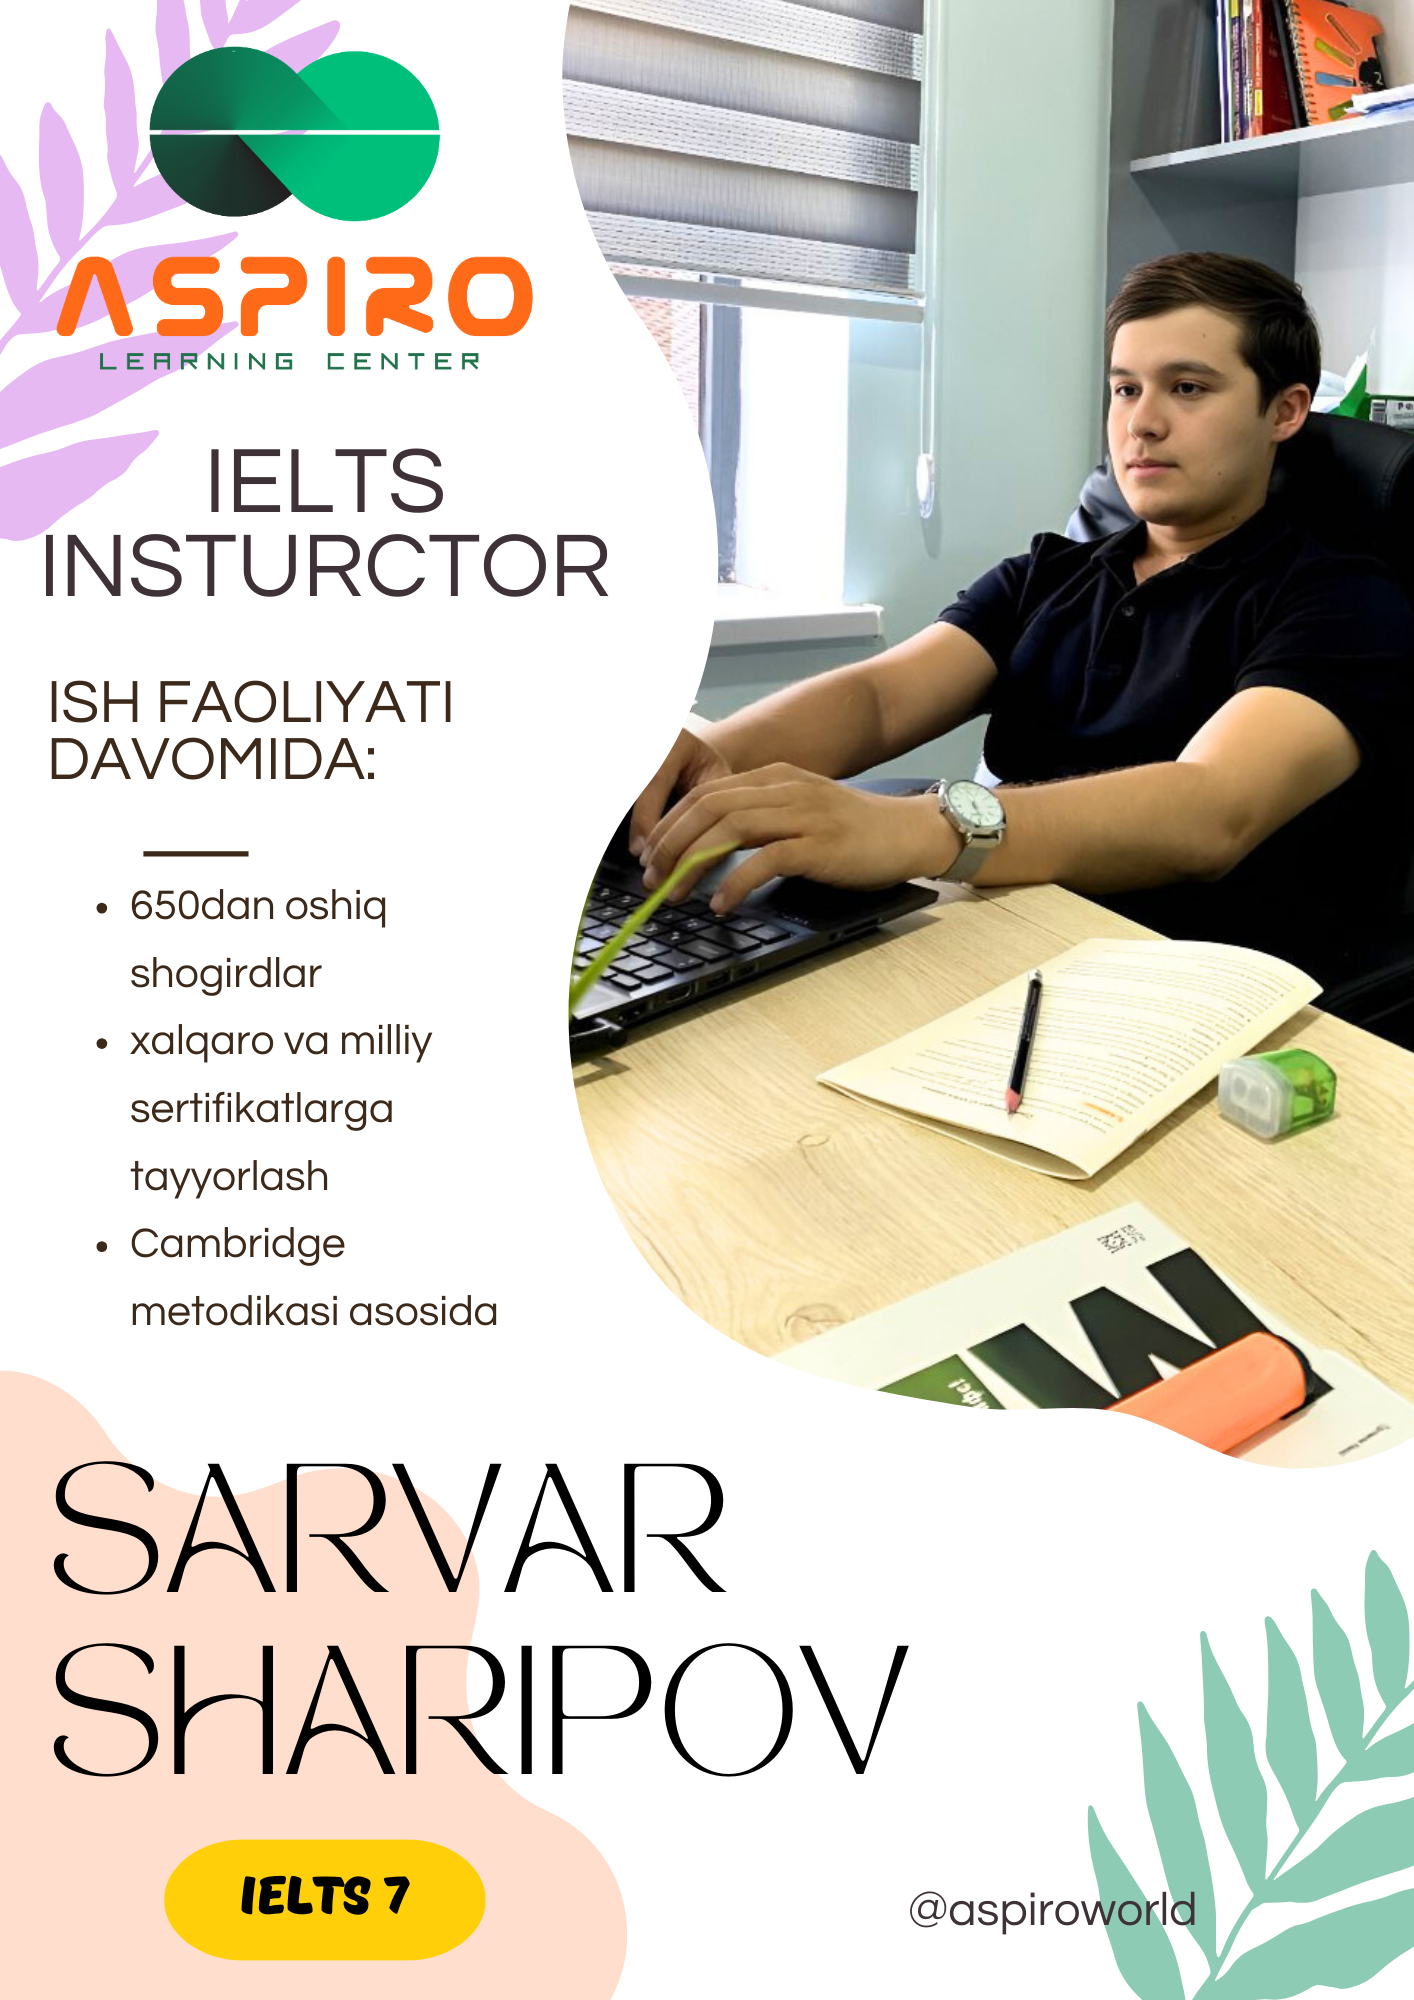 ASPIRO
LEARNING CENTER
IELTS
INSTURCTOR
ISH FAOLIYATI
DAVOMIDA:
650dan oshiq
shogirdlar
xalqaro va milliy
sertifikatlarga
tayyorlash
Cambridge
metodikasi asosida
SARVAR
SHARIPOV
IELTS 7
@aspiroworld